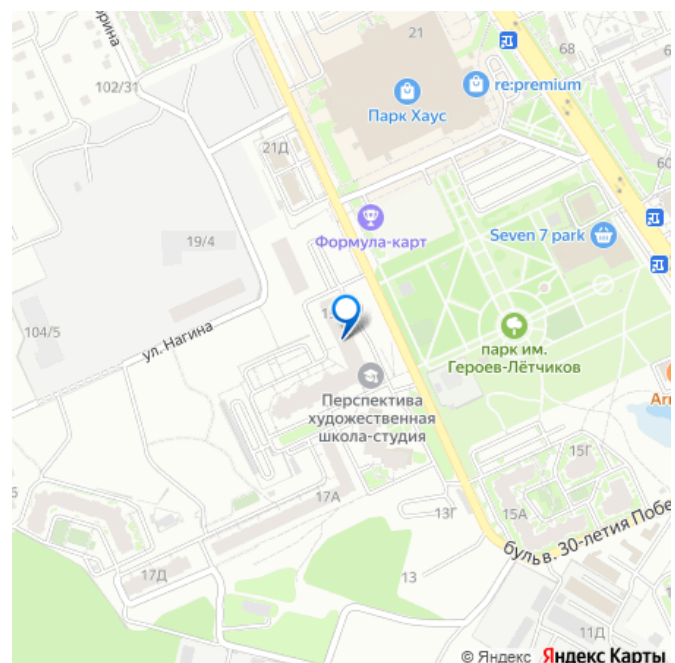 21
68
102/31
Парк Хаус
re:premium
21Д
60
Формула-карт
Seven 7 park
19/4
104/5
ул. Нагина
парк им.
Героев-Лётчиков
Перспектива
художественная
школа-студия
15Г
17А
13Г
15А
бульв. 30-летия Побе
17Д
13
11Д
© Яндекс Яндекс Карты